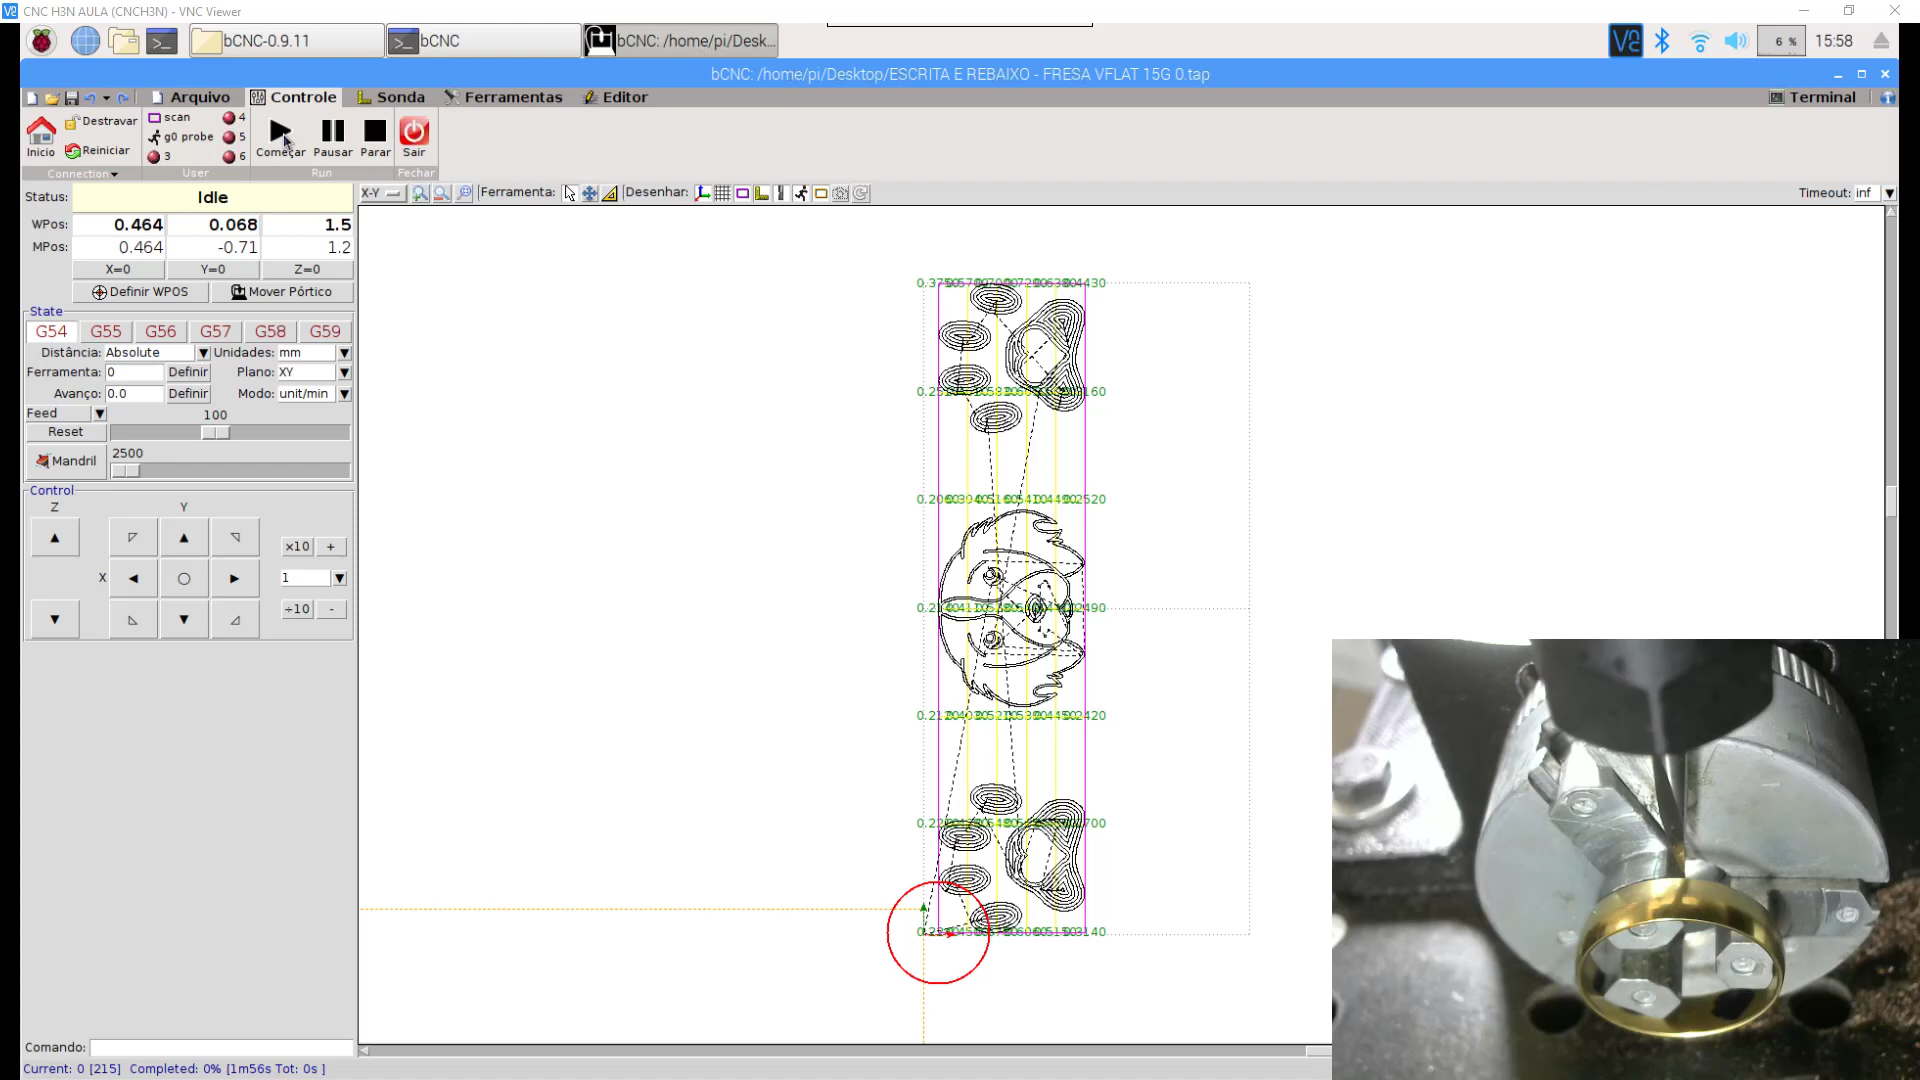 CNC H3N AULA (CNCH3N) - VNC Viewer
bCNC-0.9.11
bCNC
bCNC: /home/pi/Desk...
6 %
15:58
bCNC: /home/pi/Desktop/ESCRITA E REBAIXO - FRESA VFLAT 15G 0.tap
Arquivo
Controle
Sonda
Ferramentas
Editor
Terminal
Inicio
Destravar
Reiniciar
Connection
scan
g0 probe
3
4
5
6
User
Começar
Pausar
Parar
Run
Sair
Fechar
Status: Idle
WPos: 0.464 0.068 1.5
MPos: 0.464 -0.71 1.2
X=0 Y=0 Z=0
Definir WPOS
Mover Pórtico
State
G54 G55 G56 G57 G58 G59
Distância: Absolute Unidades: mm
Ferramenta: 0 Definir Plano: XY
Avanço: 0.0 Definir Modo: unit/min
Feed 100
Reset
Mandril 2500
Control
Z Y
X
×10 +
1
÷10 -
Comando:
Current: 0 [215] Completed: 0% [1m56s Tot: 0s ]
X-Y
Ferramenta:
Desenhar:
Timeout: inf